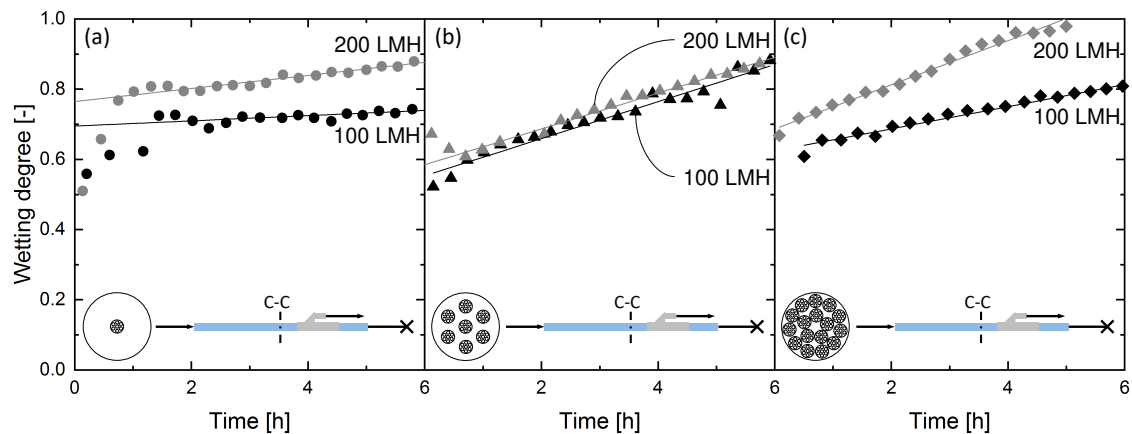 Wetting degree [-]
1.0
0.8
0.6
0.4
0.2
0.0
(a)
200 LMH
100 LMH
C-C
0
2
4
6
Time [h]
(b)
200 LMH
100 LMH
C-C
2
4
6
Time [h]
(c)
200 LMH
100 LMH
C-C
2
4
6
Time [h]